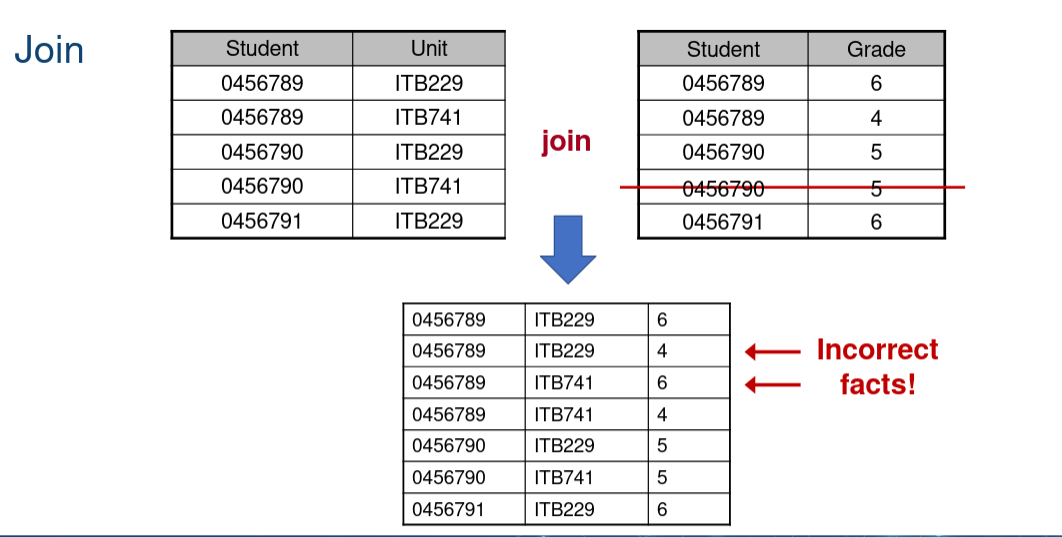 Join
Student Unit
0456789 ITB229
0456789 ITB741
0456790 ITB229
0456790 ITB741
0456791 ITB229
join
Student Grade
0456789 6
0456789 4
0456790 5
0456790 5
0456791 6
0456789 ITB229 6
0456789 ITB229 4
0456789 ITB741 6
0456789 ITB741 4
0456790 ITB229 5
0456790 ITB741 5
0456791 ITB229 6
Incorrect
facts!